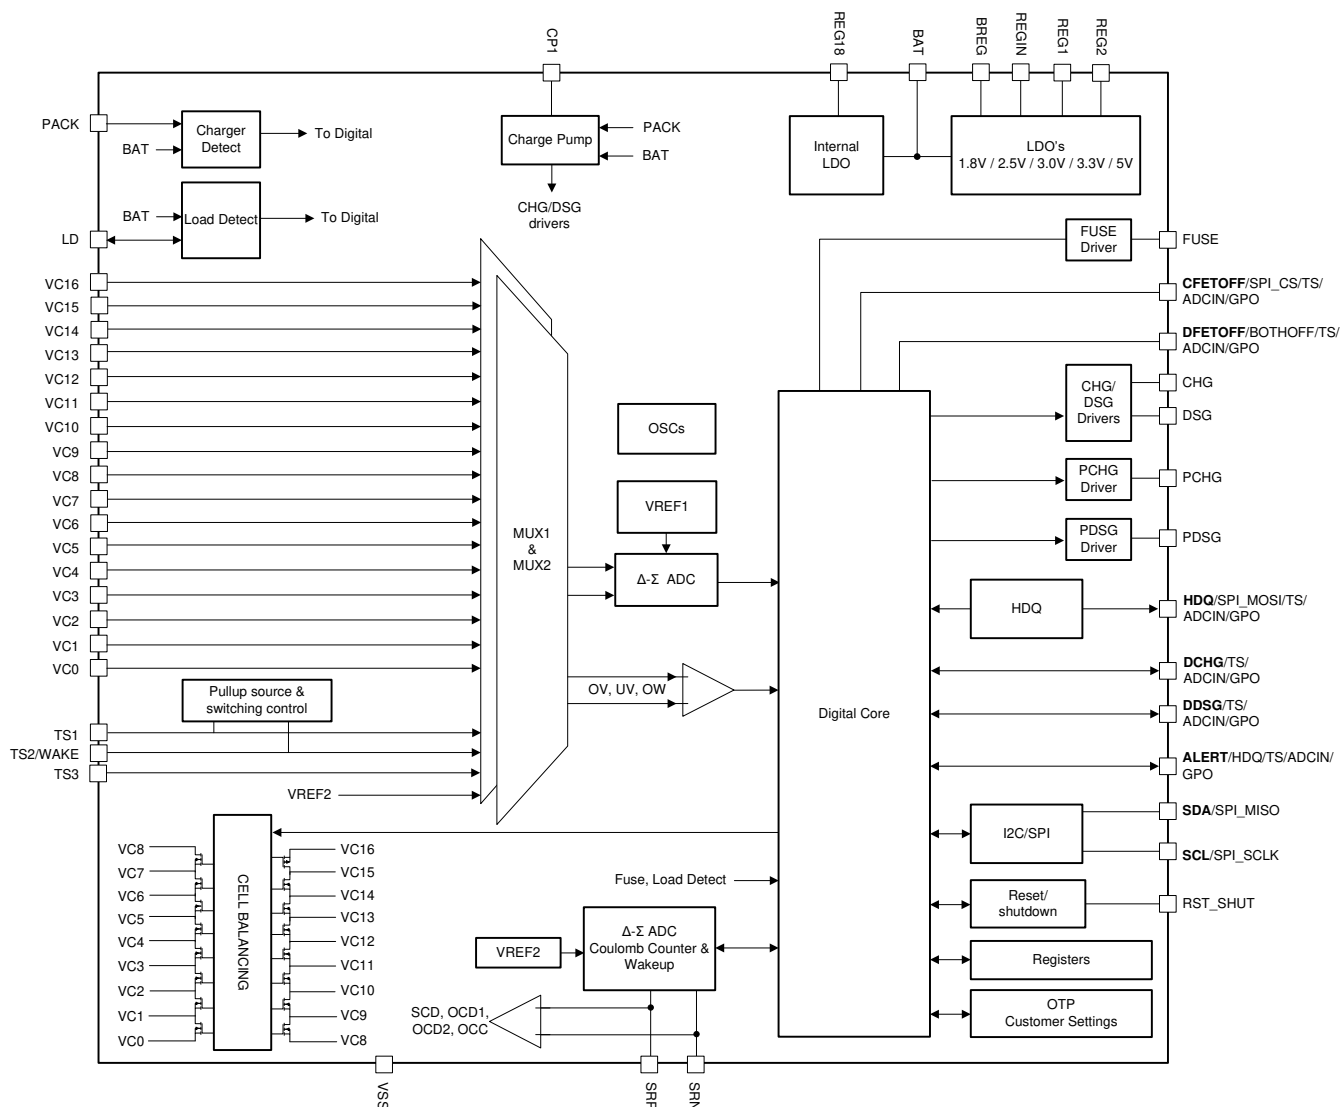 CP1
REG18
BAT
BREG
REGIN
REG1
REG2
PACK
Charger
Detect
To Digital
BAT
Charge Pump
PACK
BAT
CHG/DSG
drivers
Internal
LDO
LDO's
1.8V / 2.5V / 3.0V / 3.3V / 5V
BAT
Load Detect
To Digital
LD
FUSE
Driver
FUSE
CFETOFF/SPI_CS/TS/
ADCIN/GPO
DFETOFF/BOTHOFF/TS/
ADCIN/GPO
VC16
VC15
VC14
VC13
VC12
VC11
VC10
VC9
VC8
VC7
VC6
VC5
VC4
VC3
VC2
VC1
VC0
MUX1
&
MUX2
OSCs
VREF1
Δ-Σ ADC
OV, UV, OW
Digital Core
CHG/
DSG
Drivers
CHG
DSG
PCHG
Driver
PCHG
PDSG
Driver
PDSG
HDQ
HDQ/SPI_MOSI/TS/
ADCIN/GPO
DCHG/TS/
ADCIN/GPO
DDSG/TS/
ADCIN/GPO
ALERT/HDQ/TS/ADCIN/
GPO
I2C/SPI
SDA/SPI_MISO
SCL/SPI_SCLK
Reset/
shutdown
RST_SHUT
Registers
OTP
Customer Settings
Pullup source &
switching control
TS1
TS2/WAKE
TS3
VREF2
CELL BALANCING
VC8
VC7
VC6
VC5
VC4
VC3
VC2
VC1
VC0
VC16
VC15
VC14
VC13
VC12
VC11
VC10
VC9
VC8
Fuse, Load Detect
VREF2
Δ-Σ ADC
Coulomb Counter &
Wakeup
SCD, OCD1,
OCD2, OCC
VSS
SRP
SRN